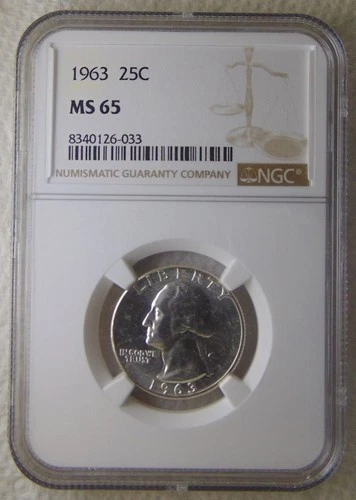 1963 25C
MS 65
8340126-033
NUMISMATIC GUARANTY COMPANY NGC®
LIBERTY
IN GOD WE
TRUST
1963